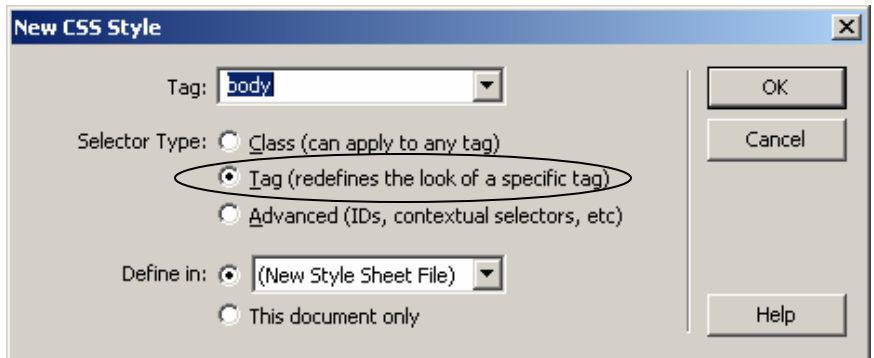 New CSS Style
Tag: body
OK
Selector Type: Class (can apply to any tag)
Cancel
Tag (redefines the look of a specific tag)
Advanced (IDs, contextual selectors, etc)
Define in: (New Style Sheet File)
This document only
Help